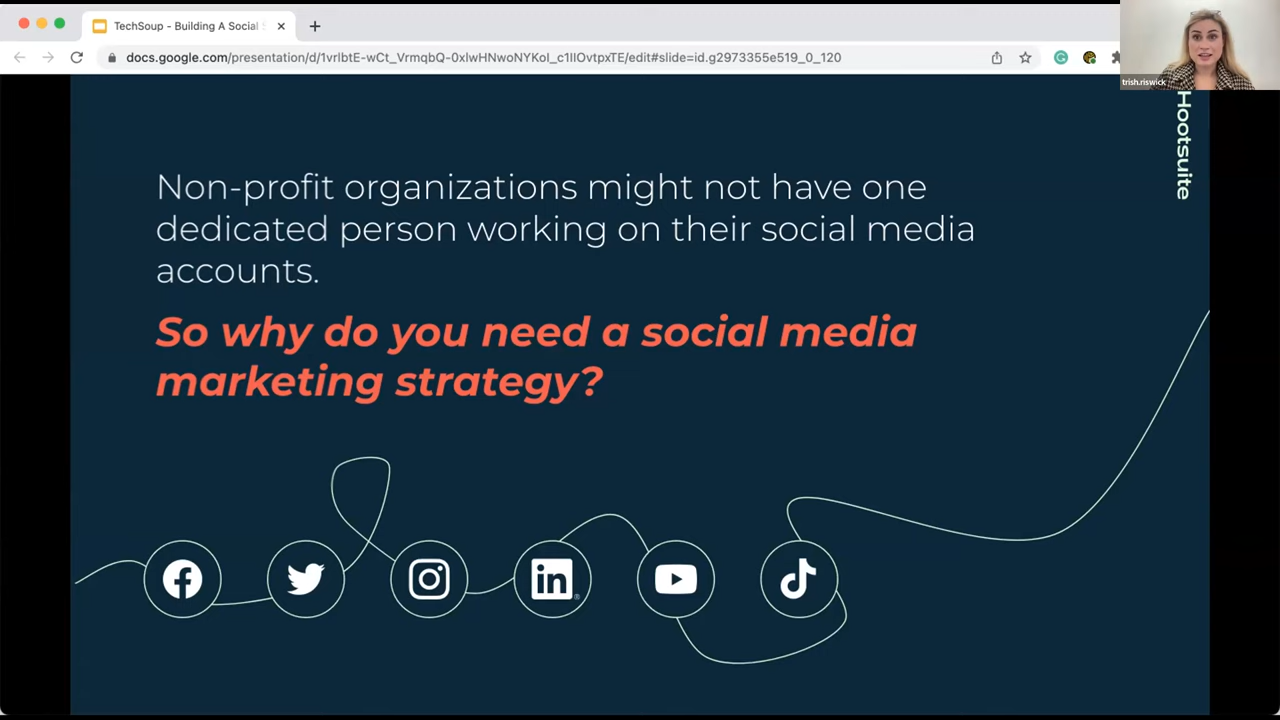 TechSoup - Building A Social
docs.google.com/presentation/d/1vrlbtE-wCt_VrmqbQ-0xlwHNwoNYKoI_c1IlOvtpxTE/edit#slide=id.g2973355e519_0_120
trish.riswick
Hootsuite
Non-profit organizations might not have one
dedicated person working on their social media
accounts.
So why do you need a social media
marketing strategy?
in